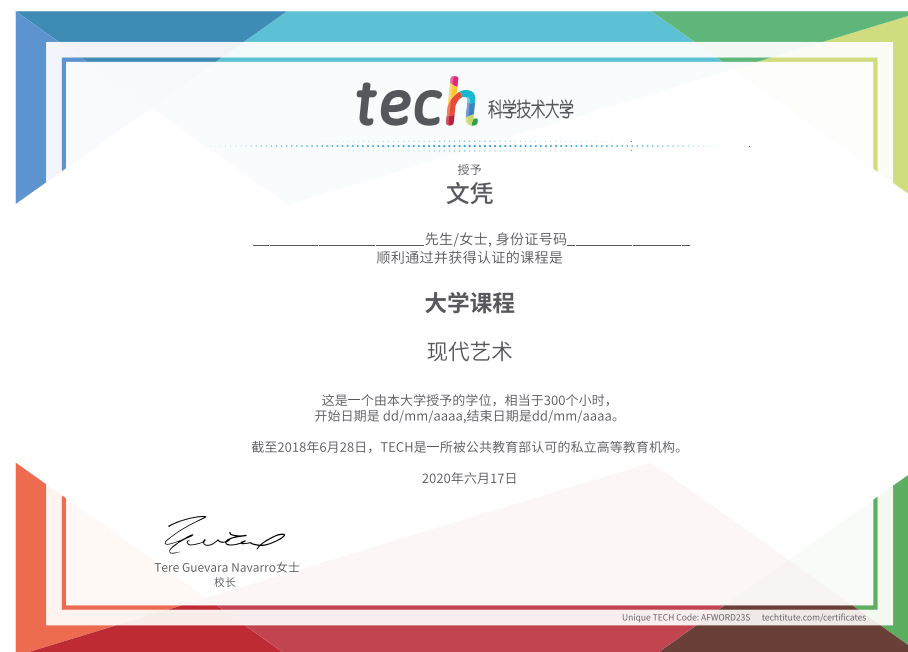 tech 科学技术大学
授予
文凭
______________________先生/女士, 身份证号码_______________
顺利通过并获得认证的课程是
大学课程
现代艺术
这是一个由本大学授予的学位，相当于300个小时，
开始日期是 dd/mm/aaaa,结束日期是dd/mm/aaaa。
截至2018年6月28日，TECH是一所被公共教育部认可的私立高等教育机构。
2020年六月17日
Tere Guevara Navarro女士
校长
Unique TECH Code: AFWORD23S techtitute.com/certificates